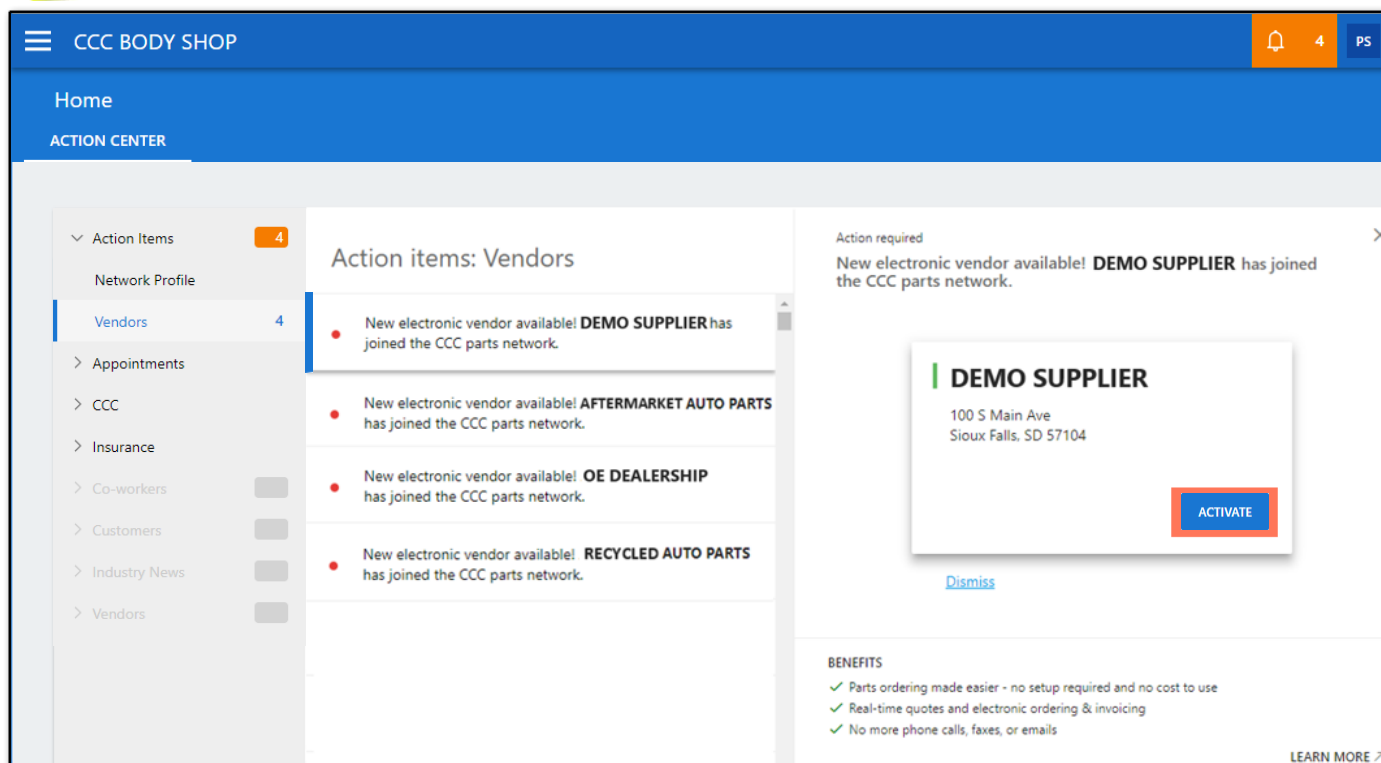 CCC BODY SHOP
4
PS
Home
ACTION CENTER
Action Items
4
Network Profile
Vendors
4
Appointments
CCC
Insurance
Co-workers
Customers
Industry News
Vendors
Action items: Vendors
New electronic vendor available! DEMO SUPPLIER has
joined the CCC parts network.
New electronic vendor available! AFTERMARKET AUTO PARTS
has joined the CCC parts network.
New electronic vendor available! OE DEALERSHIP
has joined the CCC parts network.
New electronic vendor available! RECYCLED AUTO PARTS
has joined the CCC parts network.
Action required
New electronic vendor available! DEMO SUPPLIER has joined
the CCC parts network.
DEMO SUPPLIER
100 S Main Ave
Sioux Falls, SD 57104
ACTIVATE
Dismiss
BENEFITS
Parts ordering made easier - no setup required and no cost to use
Real-time quotes and electronic ordering & invoicing
No more phone calls, faxes, or emails
LEARN MORE